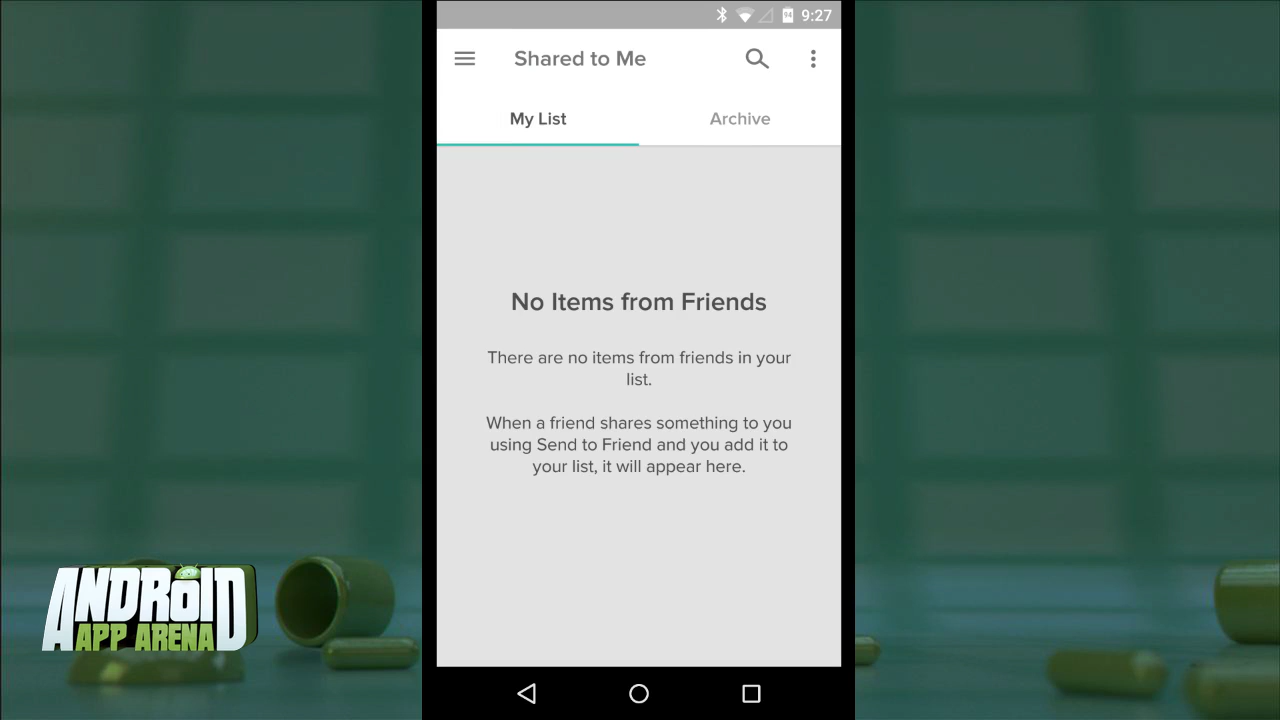 94
9:27
Shared to Me
My List
Archive
No Items from Friends
There are no items from friends in your
list.
When a friend shares something to you
using Send to Friend and you add it to
your list, it will appear here.
ANDROID
APP ARENA